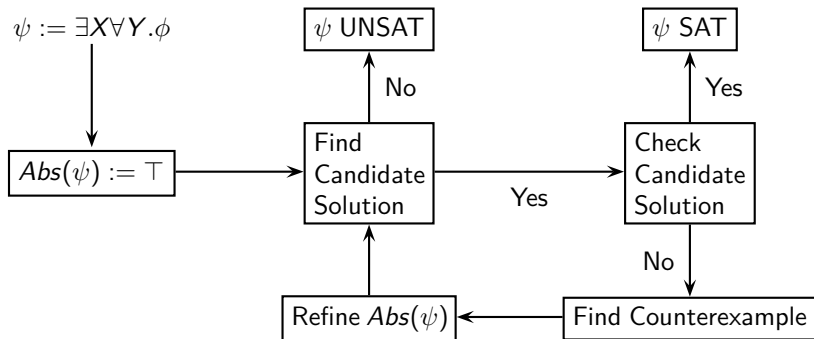 ψ := ∃X∀Y.ϕ
ψ UNSAT
ψ SAT
No
Yes
Abs(ψ) := ⊤
Find
Candidate
Solution
Yes
Check
Candidate
Solution
No
Refine Abs(ψ)
Find Counterexample